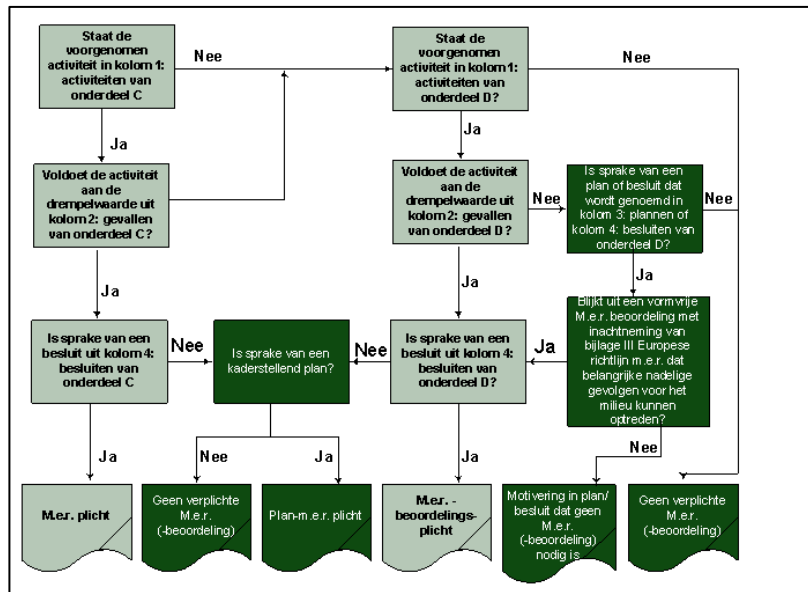 Staat de
voorgenomen
activiteit in kolom 1:
activiteiten van
onderdeel C
Nee
Staat de
voorgenomen
activiteit in kolom 1:
activiteiten van
onderdeel D?
Nee
Ja
Ja
Voldoet de activiteit
aan de
drempelwaarde uit
kolom 2: gevallen
van onderdeel C?
Voldoet de activiteit
aan de
drempelwaarde uit
kolom 2: gevallen
van onderdeel D?
Nee
Is sprake van een
plan of besluit dat
wordt genoemd in
kolom 3: plannen of
kolom 4: besluiten
van onderdeel D?
Nee
Ja
Ja
Ja
Is sprake van een
besluit uit kolom 4:
besluiten van
onderdeel C
Nee
Is sprake van een
kaderstellend plan?
Nee
Is sprake van een
besluit uit kolom 4:
besluiten van
onderdeel D?
Ja
Blijkt uit een vormvrije
M.e.r. beoordeling met
inachtneming van
bijlage III Europese
richtlijn m.e.r. dat
belangrijke nadelige
gevolgen voor het
milieu kunnen
optreden?
Ja
Nee
Ja
Ja
Nee
M.e.r. plicht
Geen verplichte
M.e.r.
(-beoordeling)
Plan-m.e.r. plicht
M.e.r. -
beoordelings-
plicht
Motivering in plan/
besluit dat geen
M.e.r.
(-beoordeling)
nodig is
Geen verplichte
M.e.r.
(-beoordeling)